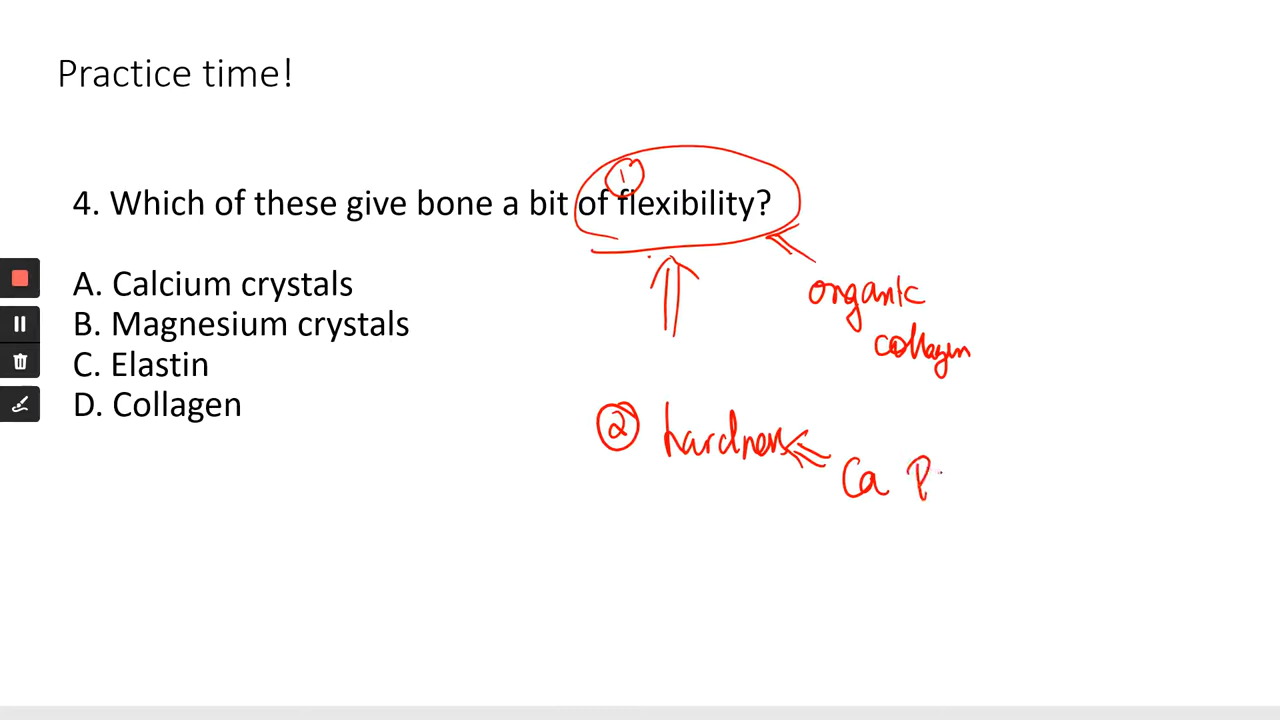 Practice time!
4. Which of these give bone a bit of flexibility?
1
A. Calcium crystals
B. Magnesium crystals
C. Elastin
D. Collagen
organic
collagen
2 hardness
Ca P